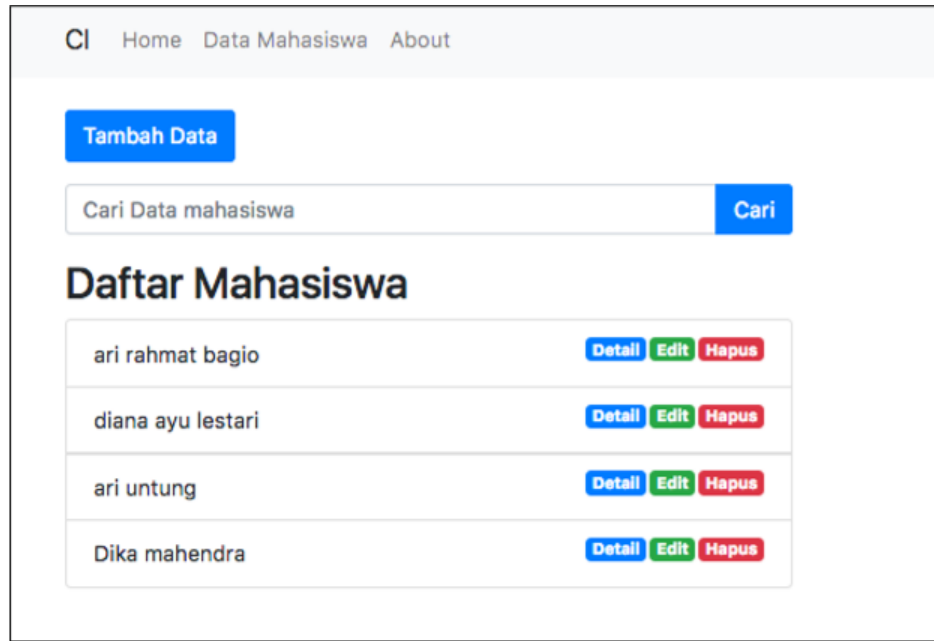 CI Home Data Mahasiswa About
Tambah Data
Cari Data mahasiswa Cari
Daftar Mahasiswa
ari rahmat bagio Detail Edit Hapus
diana ayu lestari Detail Edit Hapus
ari untung Detail Edit Hapus
Dika mahendra Detail Edit Hapus